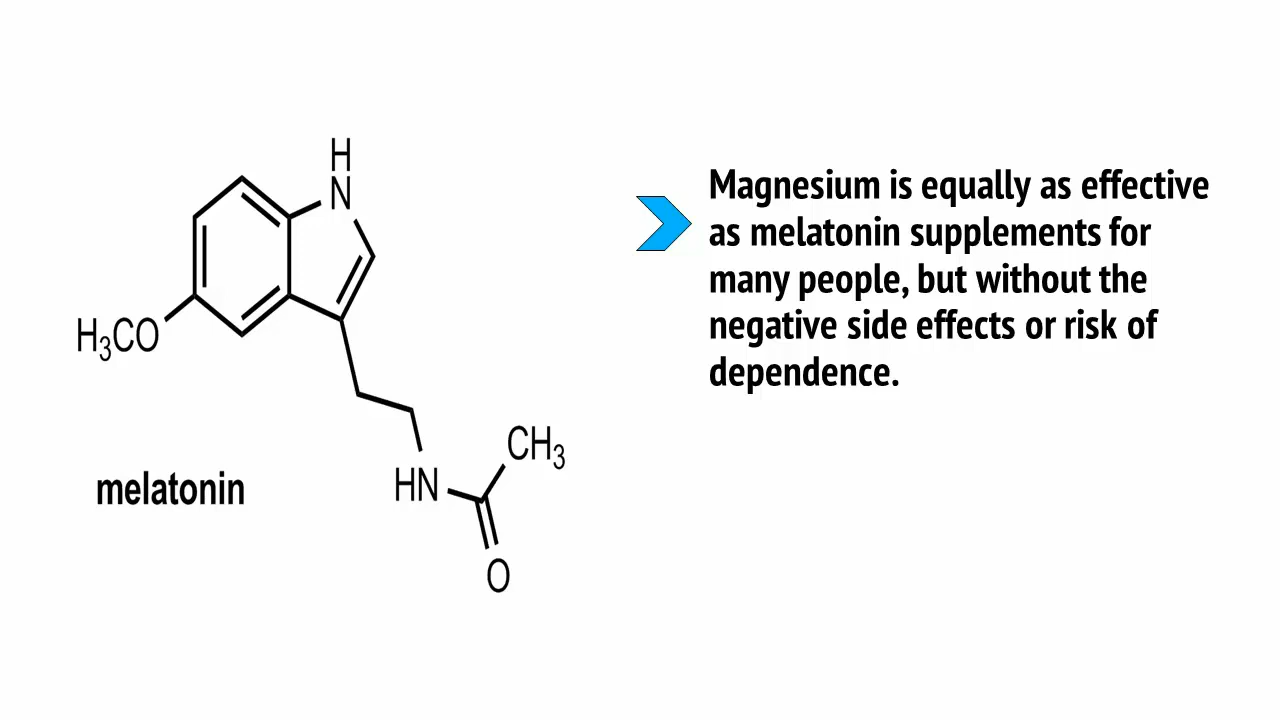 H
N
Magnesium is equally as effective
as melatonin supplements for
many people, but without the
negative side effects or risk of
dependence.
H₃CO
CH₃
HN
melatonin
O